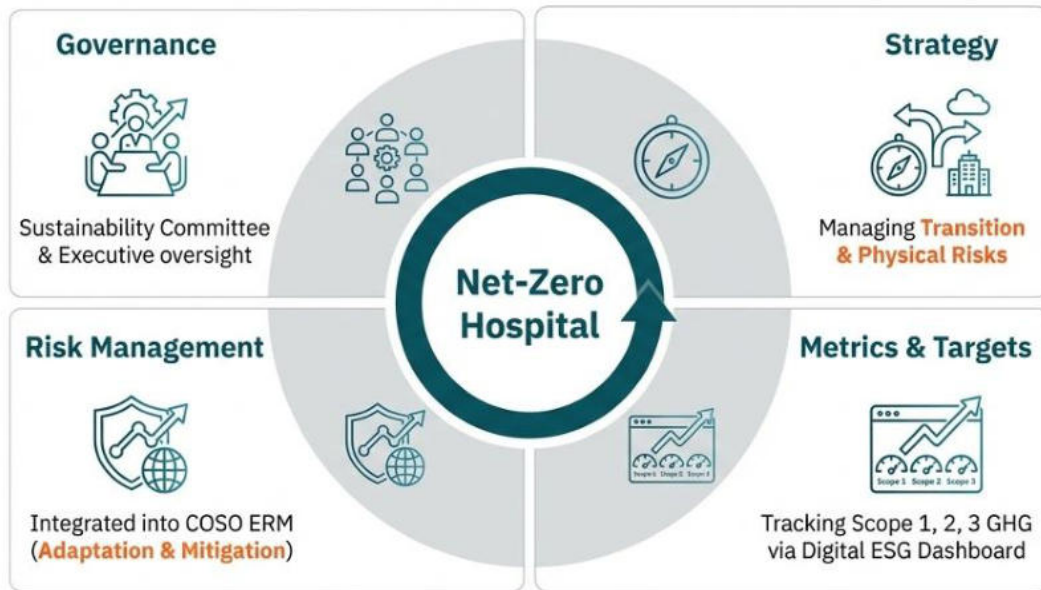 Governance
Sustainability Committee
& Executive oversight
Strategy
Managing Transition
& Physical Risks
Net-Zero
Hospital
Risk Management
Integrated into COSO ERM
(Adaptation & Mitigation)
Metrics & Targets
Scope 1 Scope 2 Scope 3
Tracking Scope 1, 2, 3 GHG
via Digital ESG Dashboard